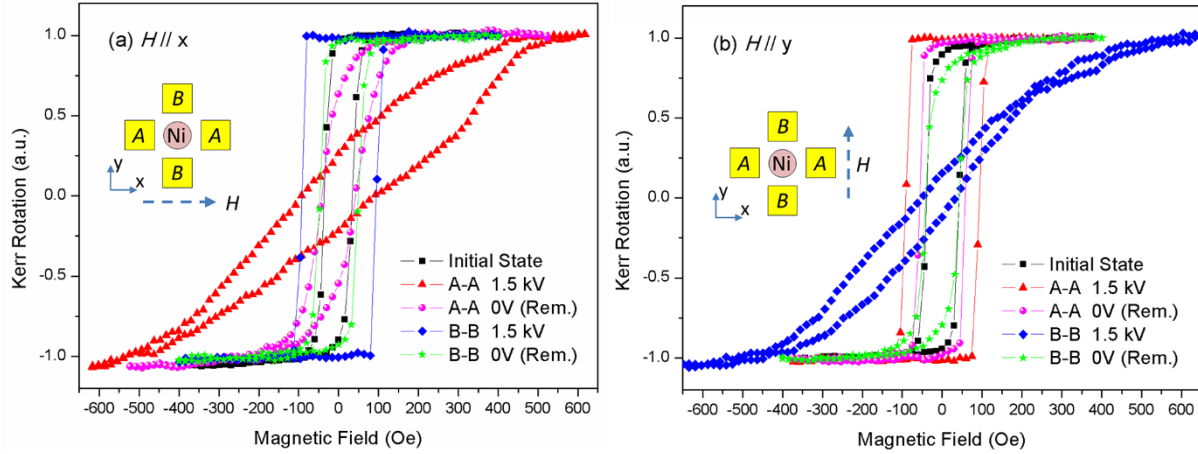 (a) H // x
B
A Ni A
B
y
x
H
Initial State
A-A 1.5 kV
A-A 0V (Rem.)
B-B 1.5 kV
B-B 0V (Rem.)
1.0
0.5
0.0
-0.5
-1.0
Kerr Rotation (a.u.)
-600 -500 -400 -300 -200 -100 0 100 200 300 400 500 600
Magnetic Field (Oe)
(b) H // y
B
A Ni A
B
y
x
H
Initial State
A-A 1.5 kV
A-A 0V (Rem.)
B-B 1.5 kV
B-B 0V (Rem.)
1.0
0.5
0.0
-0.5
-1.0
Kerr Rotation (a.u.)
-600 -500 -400 -300 -200 -100 0 100 200 300 400 500 600
Magnetic Field (Oe)